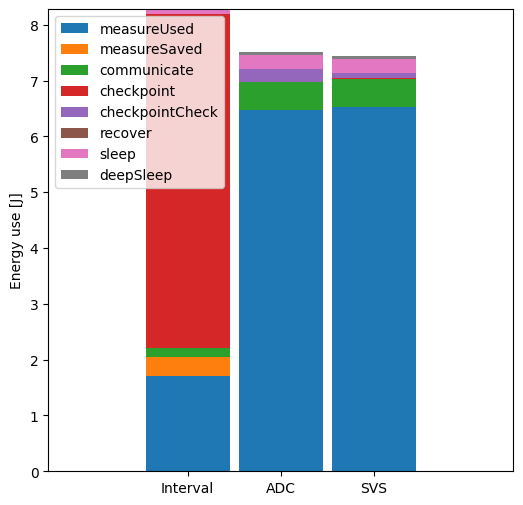 measureUsed
measureSaved
communicate
checkpoint
checkpointCheck
recover
sleep
deepSleep
Energy use [J]
8
7
6
5
4
3
2
1
0
Interval ADC SVS